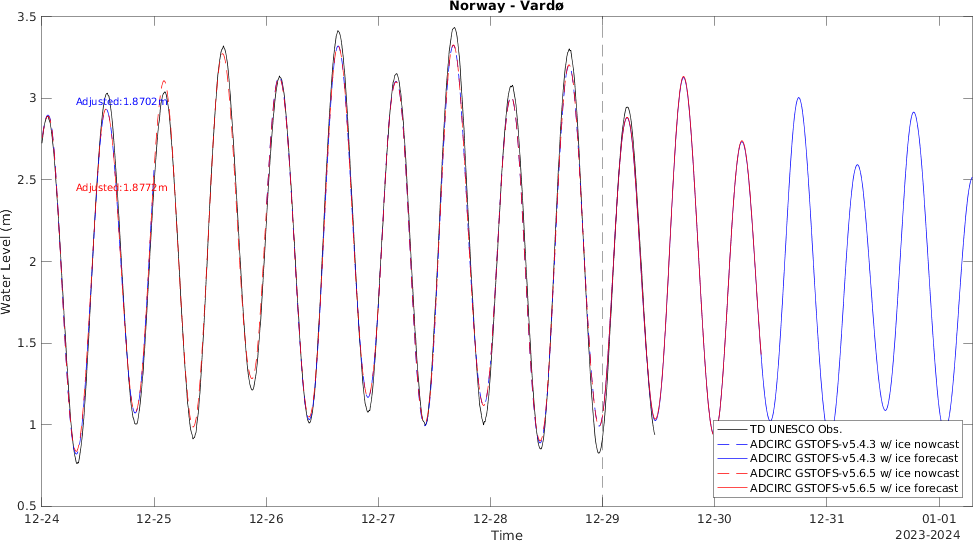 Norway - Vardø
3.5
3
2.5
2
1.5
1
0.5
Water Level (m)
Adjusted:1.8702m
Adjusted:1.8772m
TD UNESCO Obs.
ADCIRC GSTOFS-v5.4.3 w/ ice nowcast
ADCIRC GSTOFS-v5.4.3 w/ ice forecast
ADCIRC GSTOFS-v5.6.5 w/ ice nowcast
ADCIRC GSTOFS-v5.6.5 w/ ice forecast
12-24 12-25 12-26 12-27 12-28 12-29 12-30 12-31 01-01
Time
2023-2024